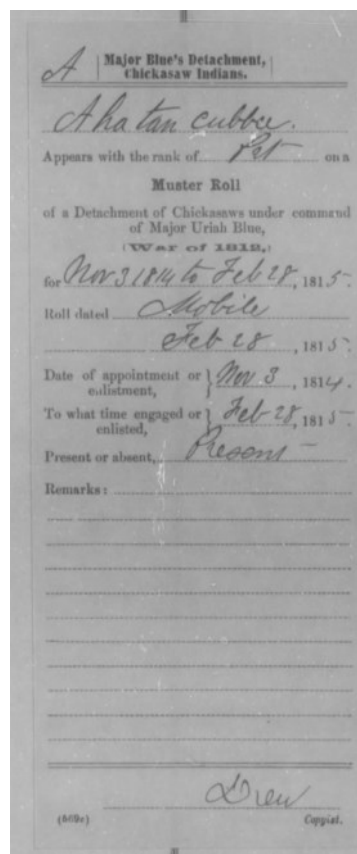 A | Major Blue's Detachment, Chickasaw Indians.
A ha tan cubbee.
Appears with the rank of Pvt on a
Muster Roll
of a Detachment of Chickasaws under command
of Major Uriah Blue,
(War of 1812,)
for Nov 3 1814 to Feb 28, 1815.
Roll dated Mobile
Feb 28, 1815
Date of appointment or enlistment, } Nov 3, 1814.
To what time engaged or enlisted, } Feb 28, 1815
Present or absent, Present
Remarks:
Drew
(669c) Copyist.